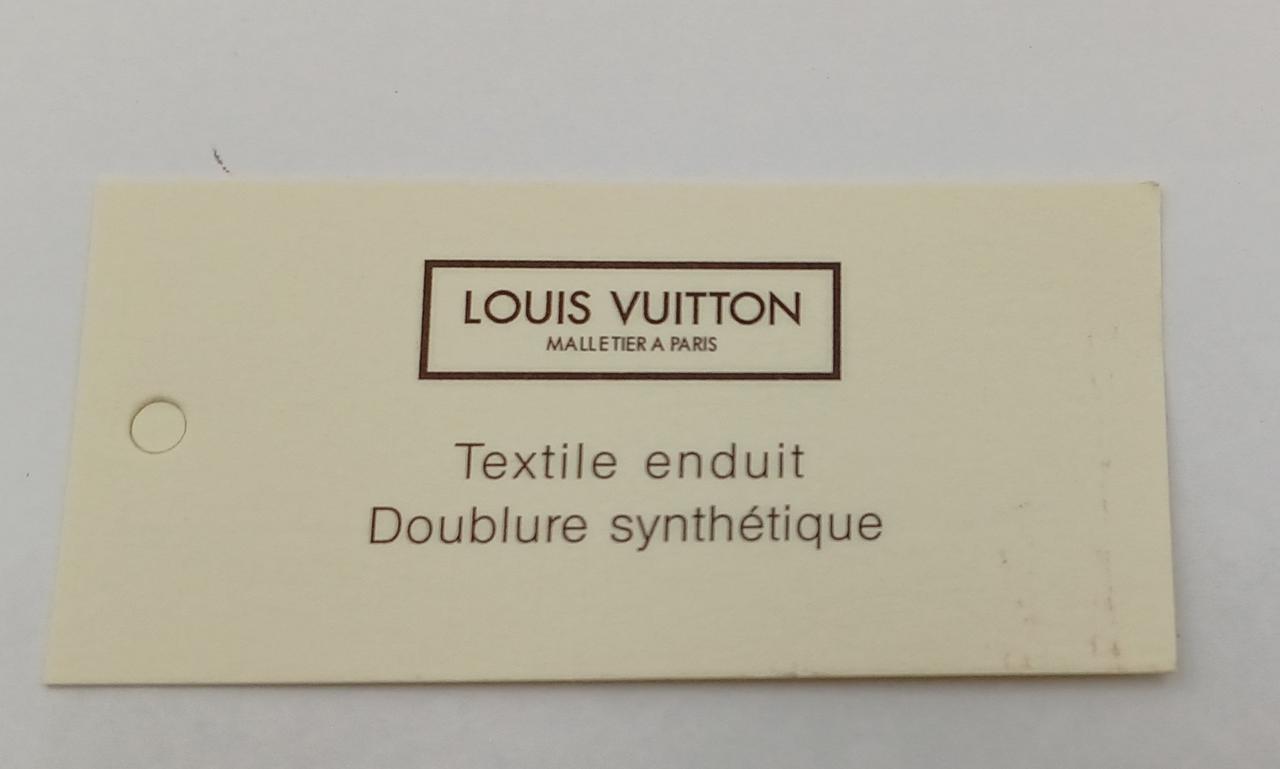 LOUIS VUITTON
MALLETIER A PARIS
Textile enduit
Doublure synthétique